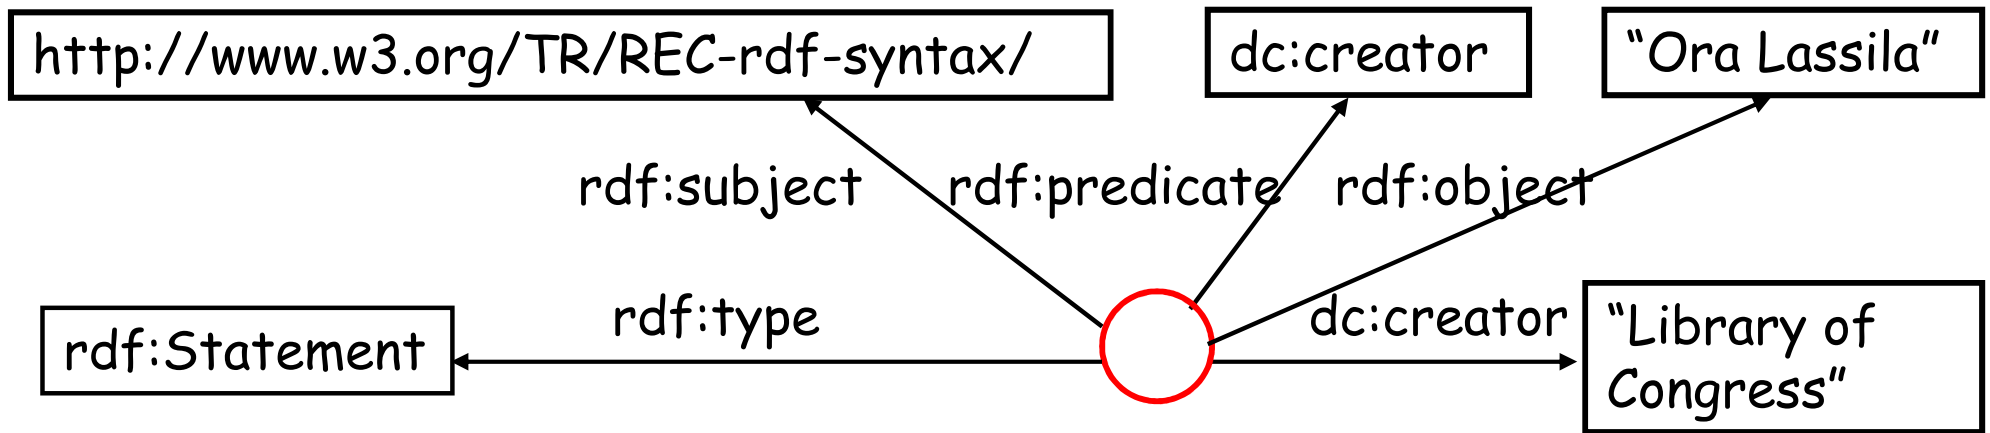 http://www.w3.org/TR/REC-rdf-syntax/
dc:creator
“Ora Lassila”
rdf:subject
rdf:predicate
rdf:object
rdf:type
dc:creator
rdf:Statement
“Library of
Congress”